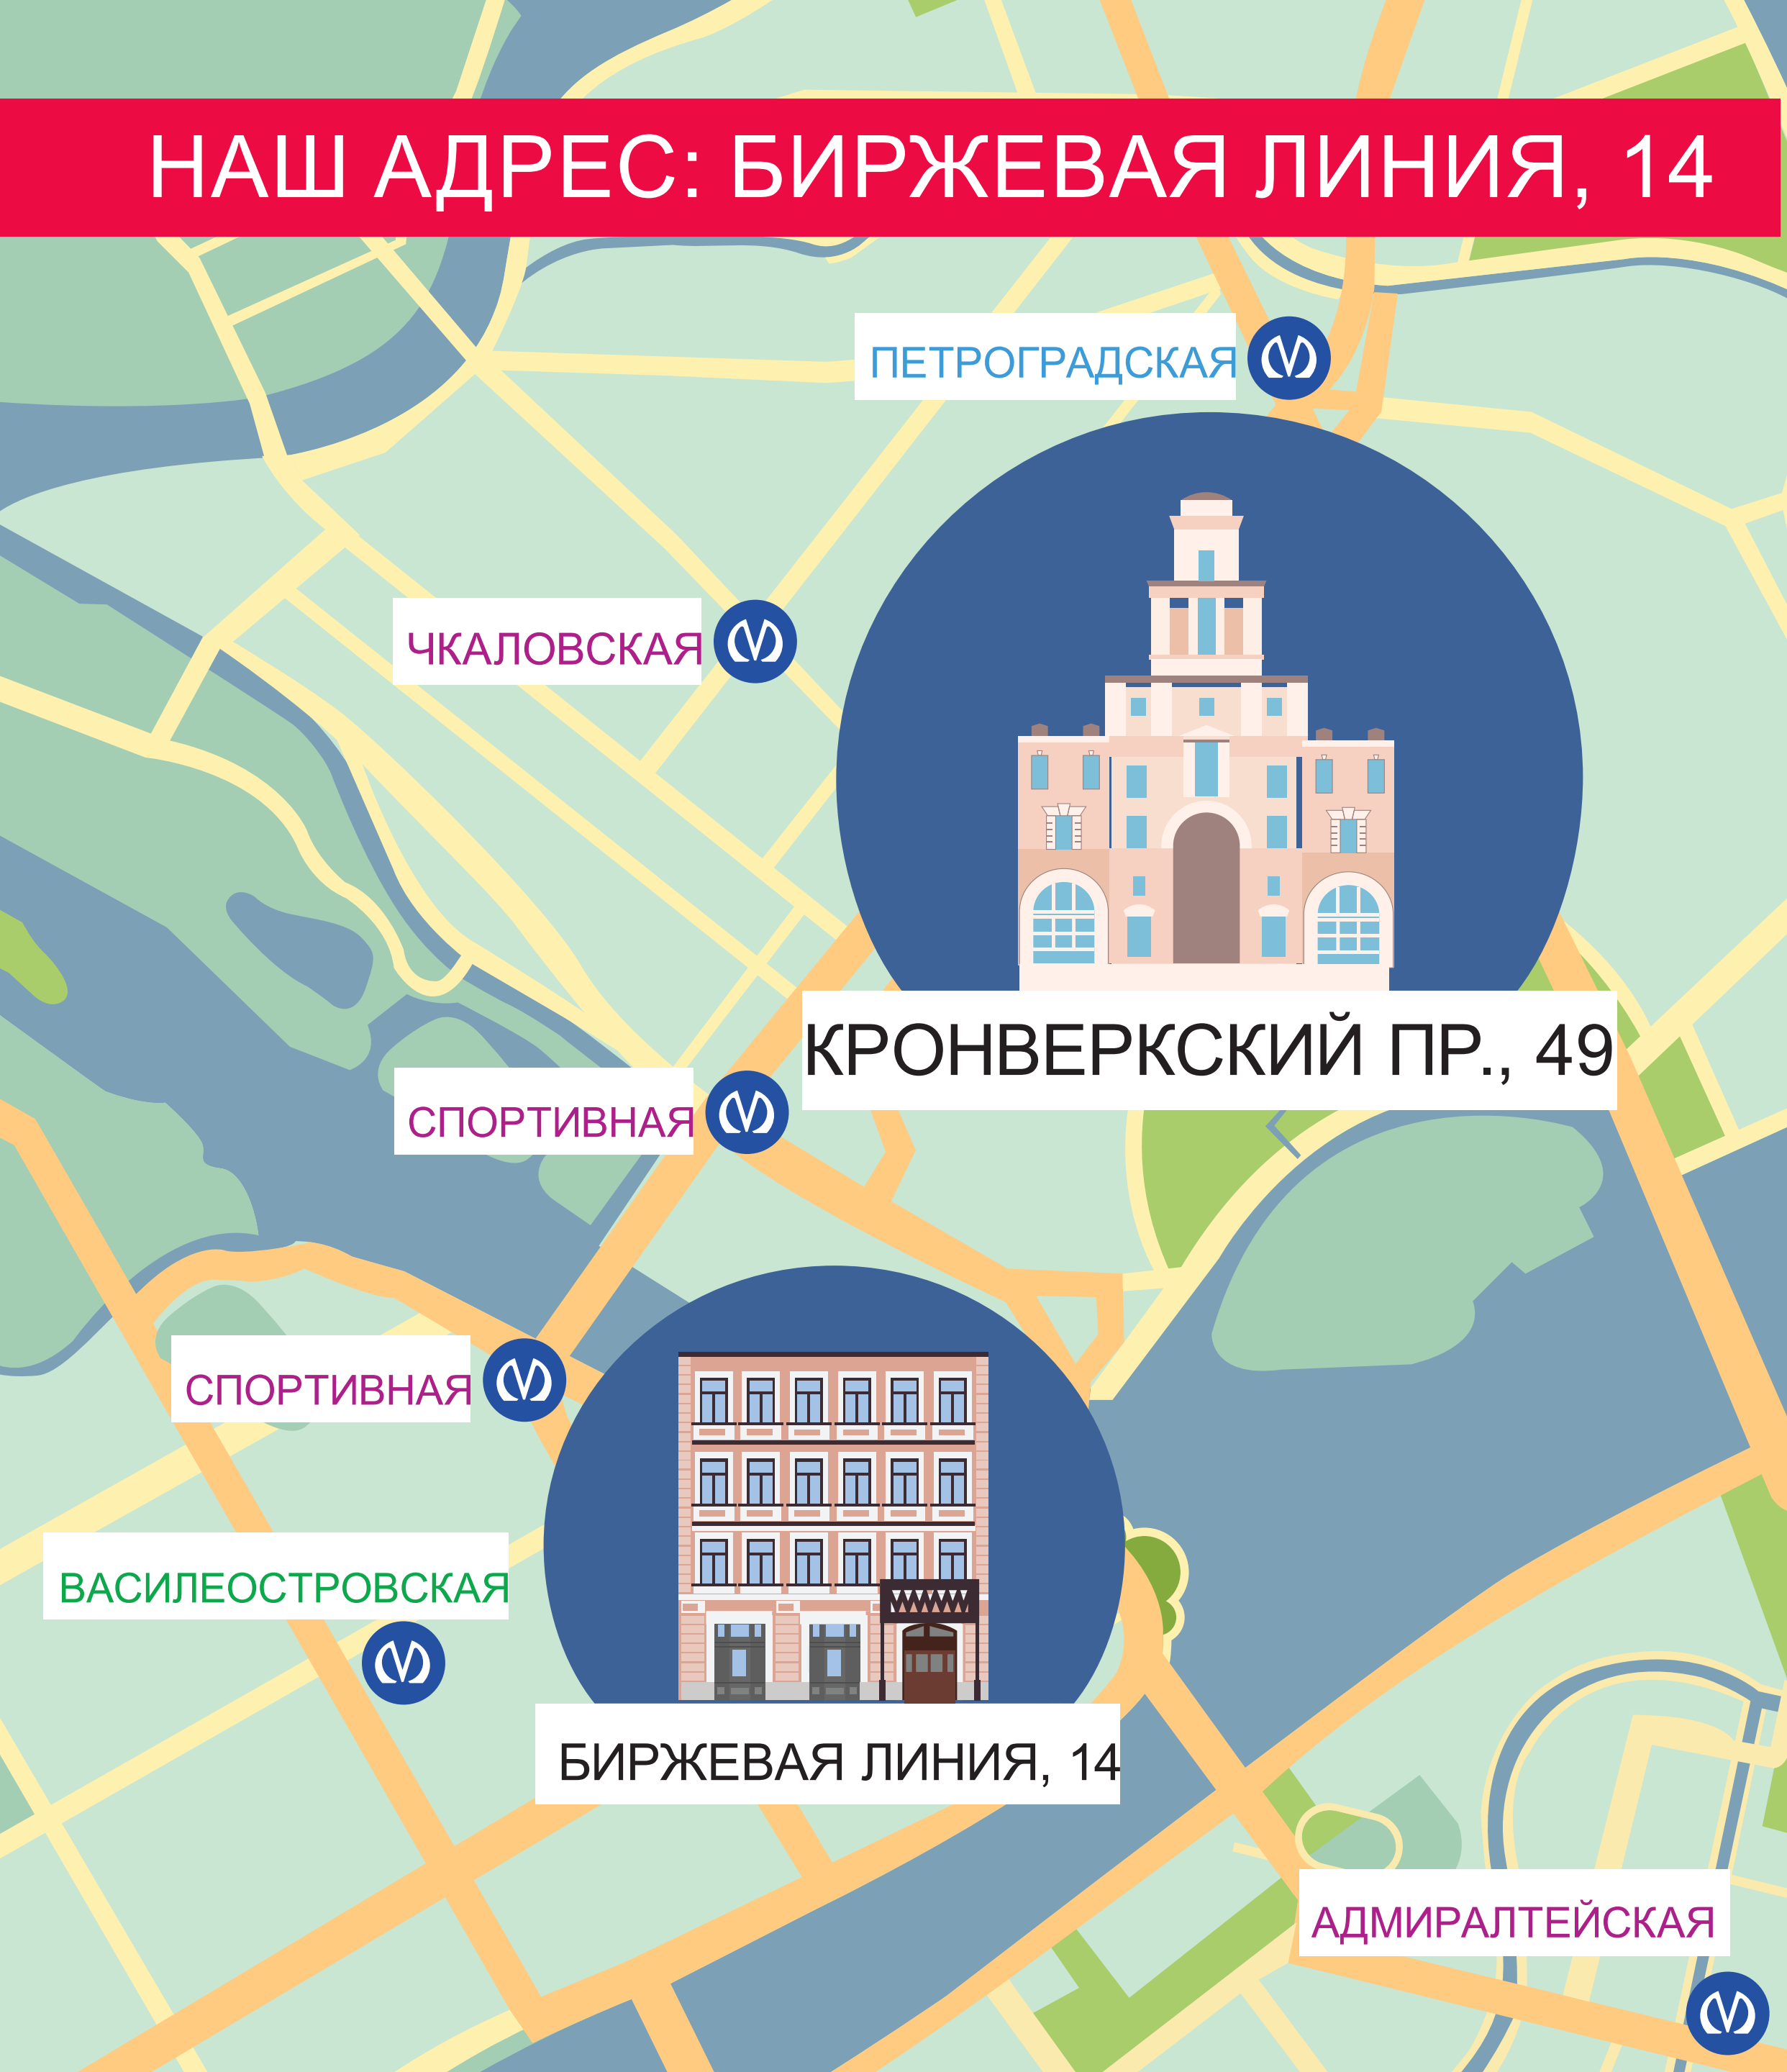 НАШ АДРЕС: БИРЖЕВАЯ ЛИНИЯ, 14
ПЕТРОГРАДСКАЯ
ЧКАЛОВСКАЯ
КРОНВЕРКСКИЙ ПР., 49
СПОРТИВНАЯ
СПОРТИВНАЯ
ВАСИЛЕОСТРОВСКАЯ
БИРЖЕВАЯ ЛИНИЯ, 14
АДМИРАЛТЕЙСКАЯ